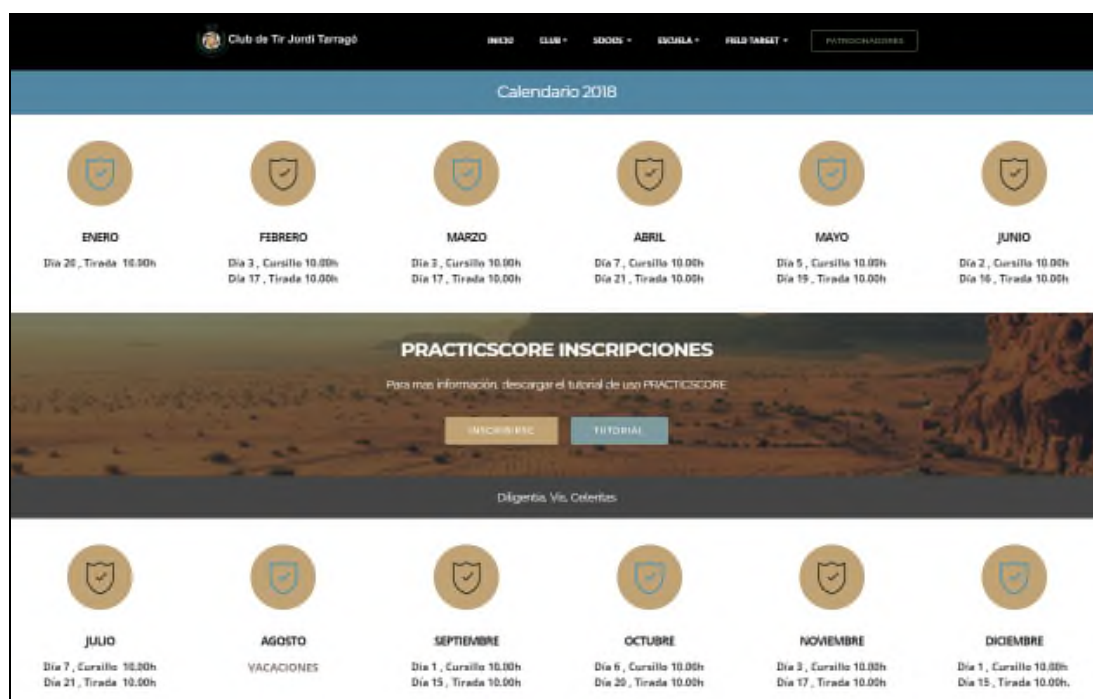 Club de Tir Jordi Tarragó
INICIO CLUB SOCIOS ESCUELA FIELD TARGET PATROCINADORES
Calendario 2018
ENERO
Día 20 , Tirada 10.00h
FEBRERO
Día 3 , Cursillo 10.00h
Día 17 , Tirada 10.00h
MARZO
Día 3 , Cursillo 10.00h
Día 17 , Tirada 10.00h
ABRIL
Día 7 , Cursillo 10.00h
Día 21 , Tirada 10.00h
MAYO
Día 5 , Cursillo 10.00h
Día 19 , Tirada 10.00h
JUNIO
Día 2 , Cursillo 10.00h
Día 16 , Tirada 10.00h
PRACTICSCORE INSCRIPCIONES
Para mas información, descargar el tutorial de uso PRACTICSCORE
INSCRIBIRSE TUTORIAL
Diligentia, Vis, Celeritas
JULIO
Día 7 , Cursillo 10.00h
Día 21 , Tirada 10.00h
AGOSTO
VACACIONES
SEPTIEMBRE
Día 1 , Cursillo 10.00h
Día 15 , Tirada 10.00h
OCTUBRE
Día 6 , Cursillo 10.00h
Día 20 , Tirada 10.00h
NOVIEMBRE
Día 3 , Cursillo 10.00h
Día 17 , Tirada 10.00h
DICIEMBRE
Día 1 , Cursillo 10.00h
Día 15 , Tirada 10.00h.